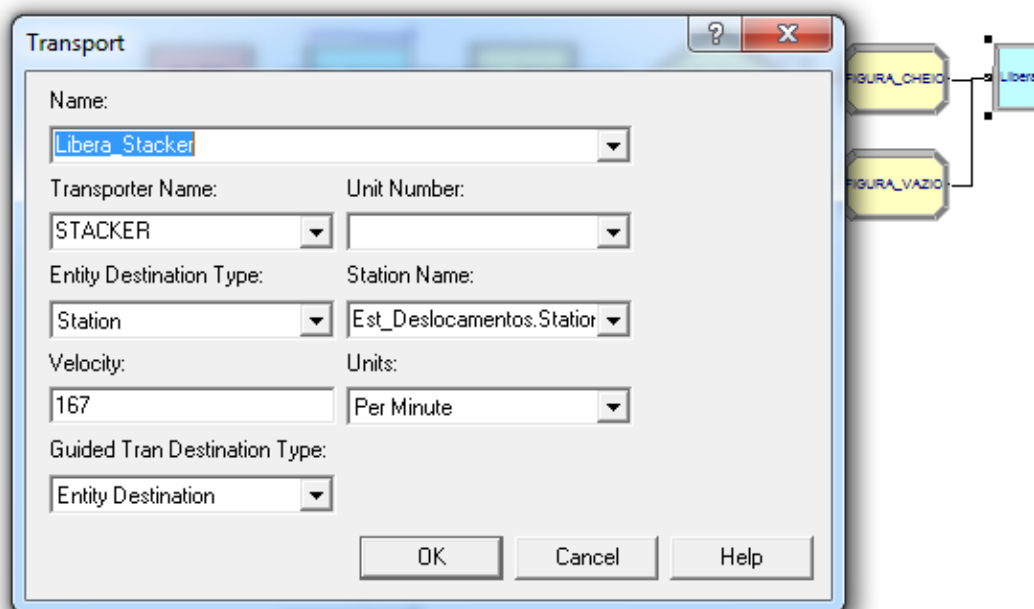 Transport
Name:
Libera_Stacker
Transporter Name: Unit Number:
STACKER
Entity Destination Type: Station Name:
Station Est_Deslocamentos.Station
Velocity: Units:
167 Per Minute
Guided Tran Destination Type:
Entity Destination
OK Cancel Help
FIGURA_CHEIO
Libera
FIGURA_VAZIO